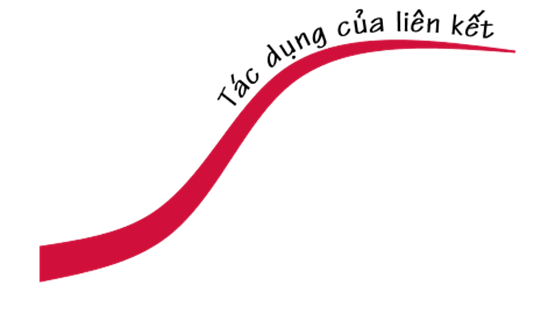 Tác dụng của liên kết